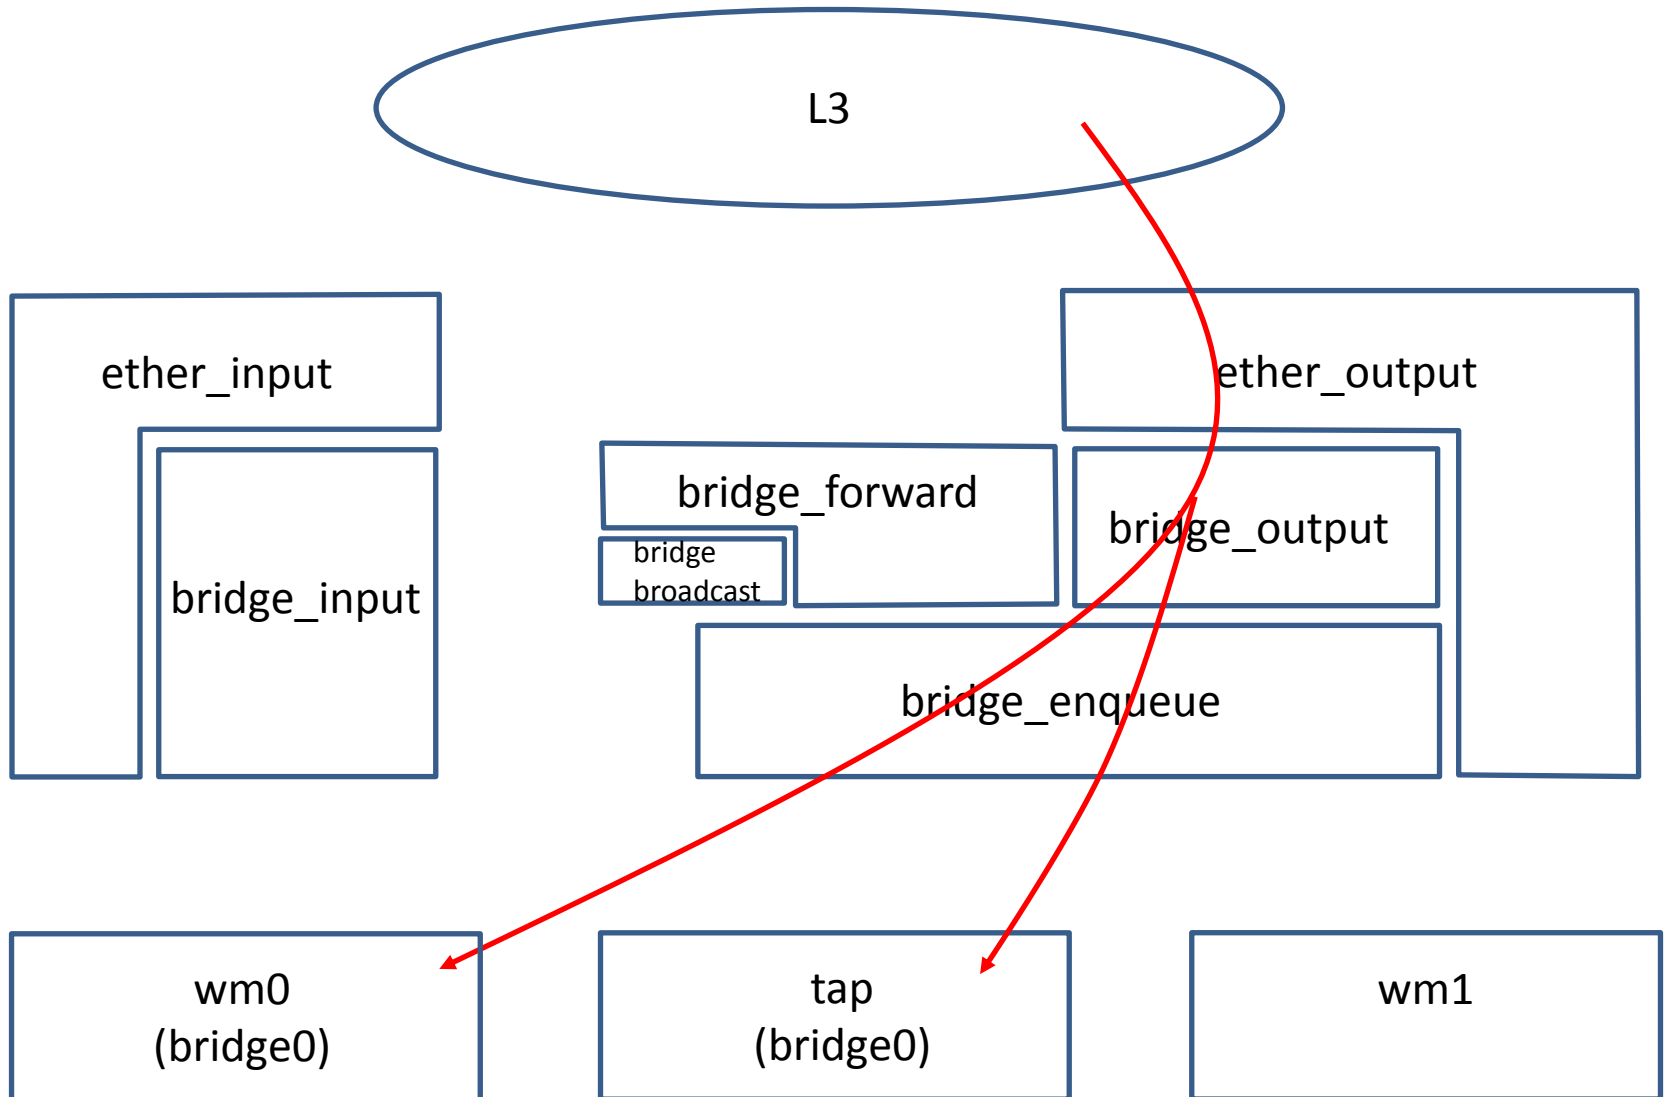 L3
ether_input
ether_output
bridge_forward
bridge_output
bridge
broadcast
bridge_input
bridge_enqueue
wm0
(bridge0)
tap
(bridge0)
wm1